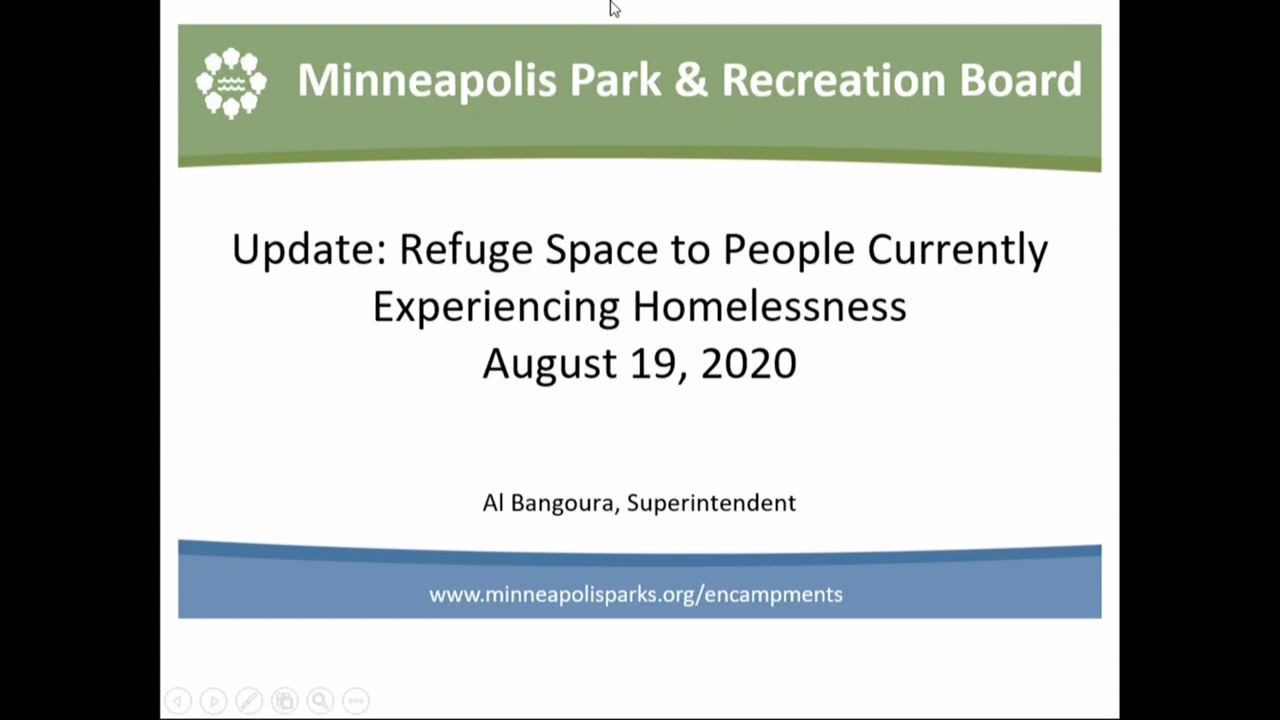 Minneapolis Park & Recreation Board
Update: Refuge Space to People Currently
Experiencing Homelessness
August 19, 2020
Al Bangoura, Superintendent
www.minneapolisparks.org/encampments